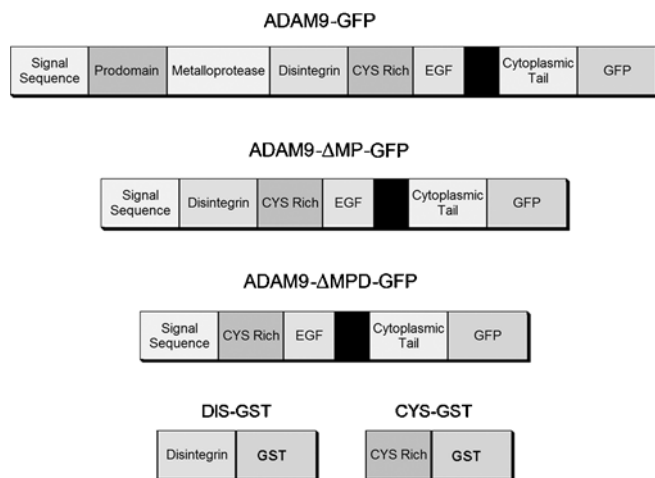 ADAM9-GFP
Signal Sequence Prodomain Metalloprotease Disintegrin CYS Rich EGF Cytoplasmic Tail GFP
ADAM9-ΔMP-GFP
Signal Sequence Disintegrin CYS Rich EGF Cytoplasmic Tail GFP
ADAM9-ΔMPD-GFP
Signal Sequence CYS Rich EGF Cytoplasmic Tail GFP
DIS-GST CYS-GST
Disintegrin GST CYS Rich GST